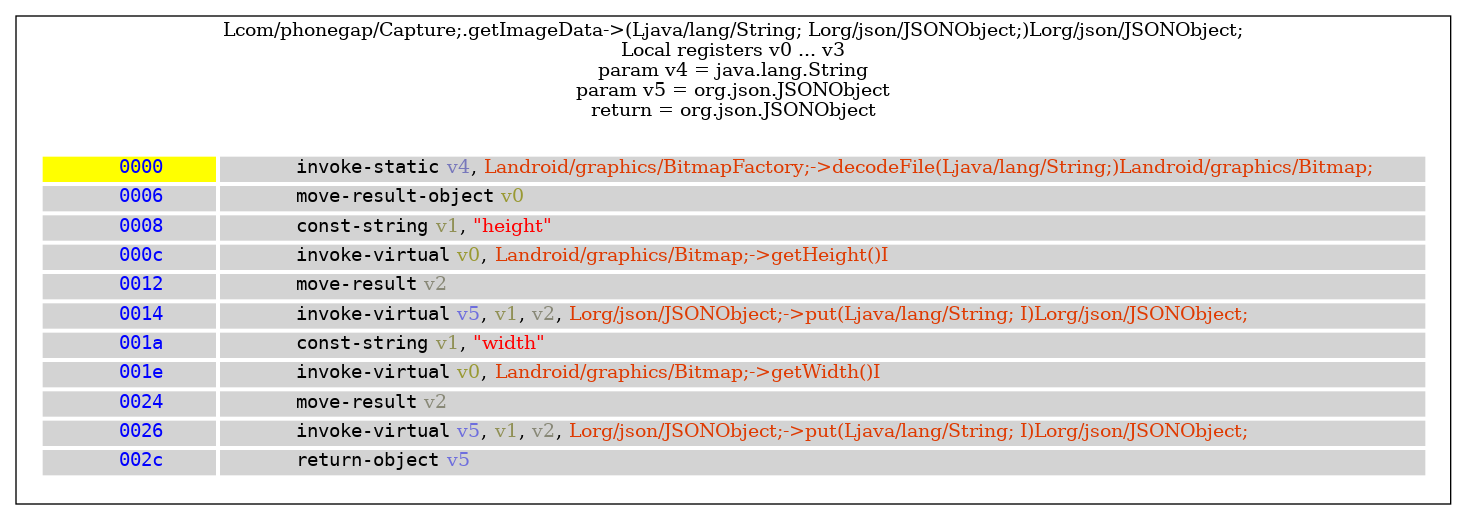 Lcom/phonegap/Capture;.getImageData->(Ljava/lang/String; Lorg/json/JSONObject;)Lorg/json/JSONObject;
Local registers v0 ... v3
param v4 = java.lang.String
param v5 = org.json.JSONObject
return = org.json.JSONObject
0000 invoke-static v4, Landroid/graphics/BitmapFactory;->decodeFile(Ljava/lang/String;)Landroid/graphics/Bitmap;
0006 move-result-object v0
0008 const-string v1, "height"
000c invoke-virtual v0, Landroid/graphics/Bitmap;->getHeight()I
0012 move-result v2
0014 invoke-virtual v5, v1, v2, Lorg/json/JSONObject;->put(Ljava/lang/String; I)Lorg/json/JSONObject;
001a const-string v1, "width"
001e invoke-virtual v0, Landroid/graphics/Bitmap;->getWidth()I
0024 move-result v2
0026 invoke-virtual v5, v1, v2, Lorg/json/JSONObject;->put(Ljava/lang/String; I)Lorg/json/JSONObject;
002c return-object v5